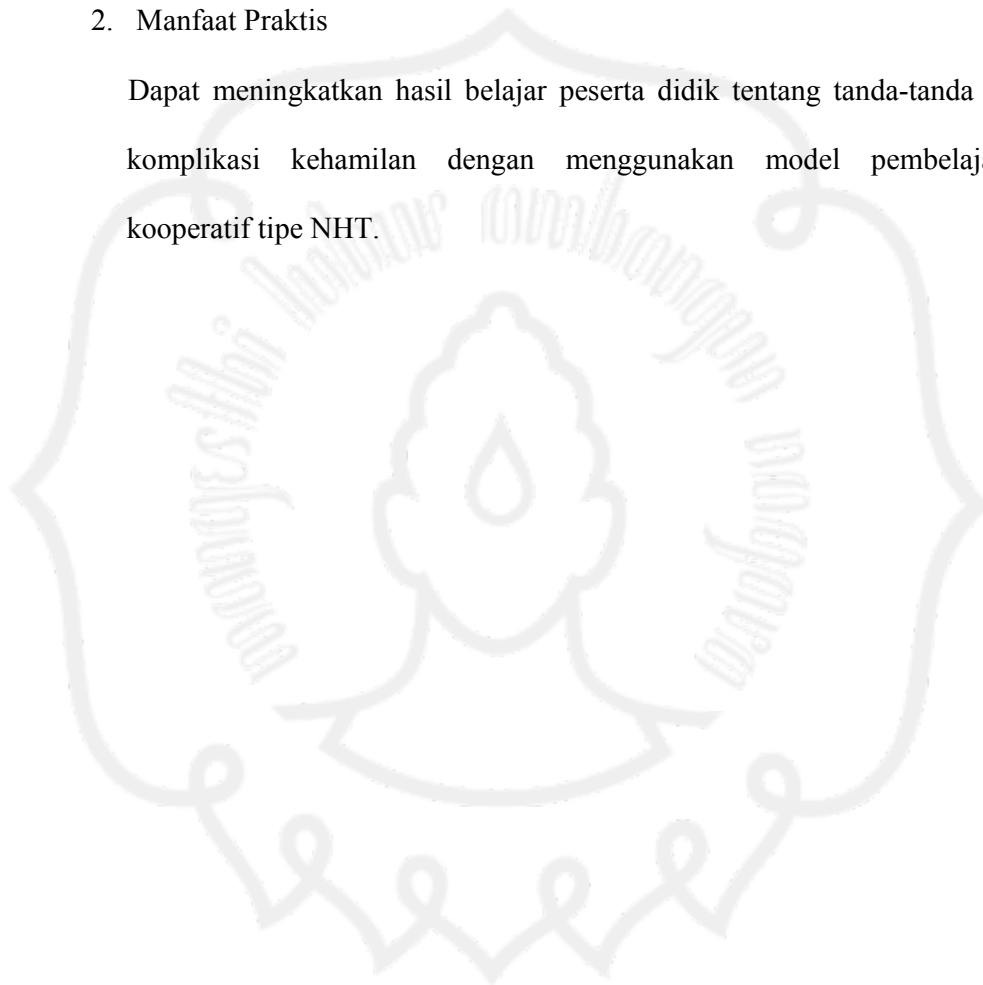 2. Manfaat Praktis
Dapat meningkatkan hasil belajar peserta didik tentang tanda-tanda
komplikasi kehamilan dengan menggunakan model pembelaja
kooperatif tipe NHT.